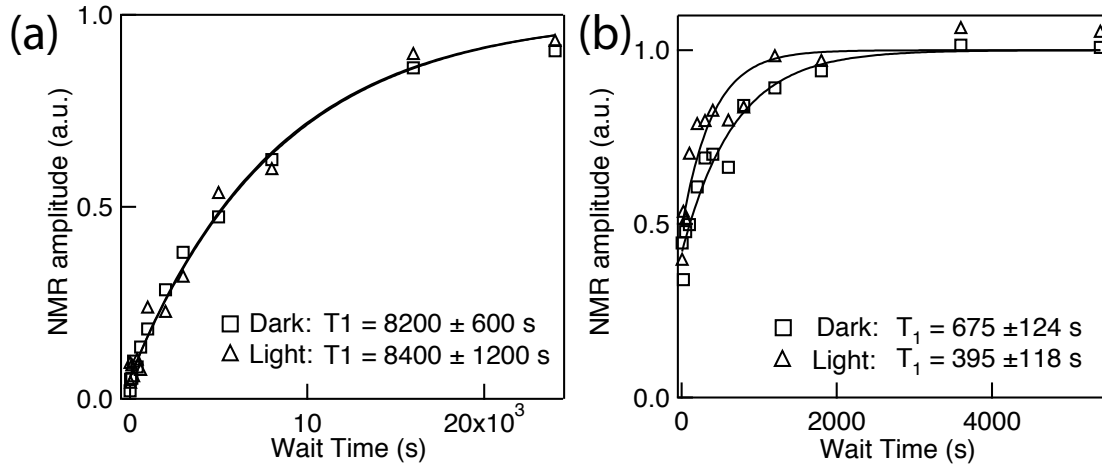 (a)
1.0
0.5
0.0
NMR amplitude (a.u.)
□ Dark: T1 = 8200 ± 600 s
△ Light: T1 = 8400 ± 1200 s
0
10
20x10³
Wait Time (s)
(b)
1.0
0.5
0.0
NMR amplitude (a.u.)
□ Dark: T₁ = 675 ±124 s
△ Light: T₁ = 395 ±118 s
0
2000
4000
Wait Time (s)